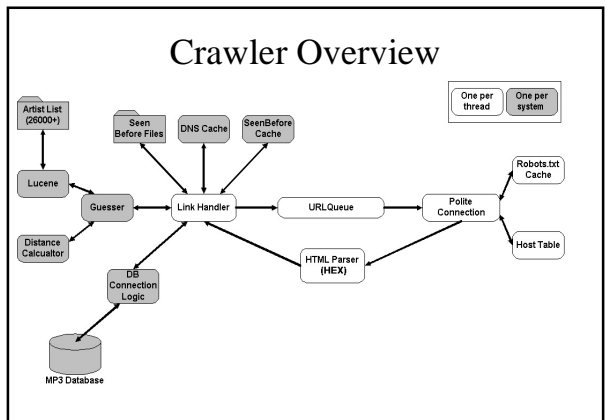 Crawler Overview
One per
thread
One per
system
Artist List
(26000+)
Seen
Before Files
DNS Cache
SeenBefore
Cache
Robots.txt
Cache
Lucene
Guesser
Link Handler
URLQueue
Polite
Connection
Distance
Calcualtor
HTML Parser
(HEX)
Host Table
DB
Connection
Logic
MP3 Database